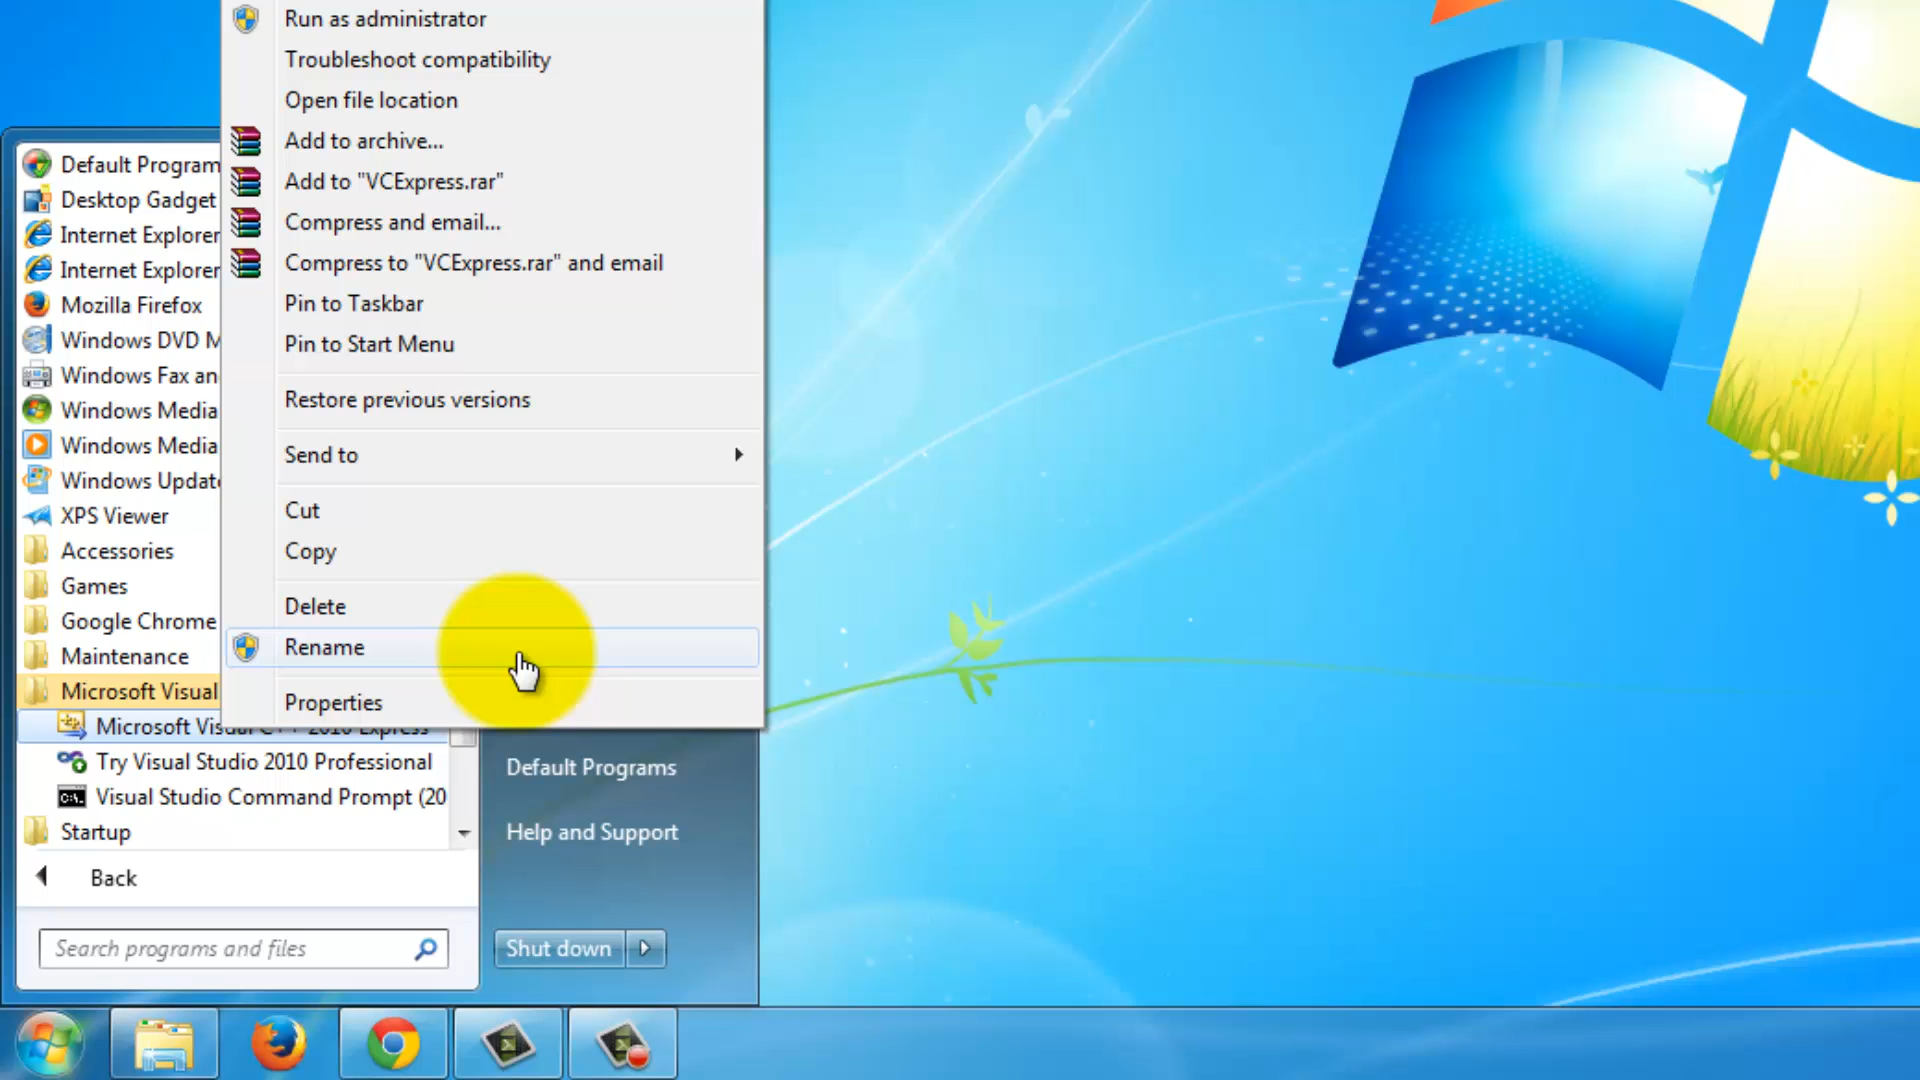 Run as administrator
Troubleshoot compatibility
Open file location
Add to archive...
Add to "VCExpress.rar"
Compress and email...
Compress to "VCExpress.rar" and email
Pin to Taskbar
Pin to Start Menu
Restore previous versions
Send to
Cut
Copy
Delete
Rename
Properties
Default Program
Desktop Gadget
Internet Explorer
Internet Explorer
Mozilla Firefox
Windows DVD M
Windows Fax an
Windows Media
Windows Media
Windows Updat
XPS Viewer
Accessories
Games
Google Chrome
Maintenance
Microsoft Visual
Microsoft Visual C++ 2010 Express
Try Visual Studio 2010 Professional
Visual Studio Command Prompt (20
Startup
Back
Search programs and files
Default Programs
Help and Support
Shut down